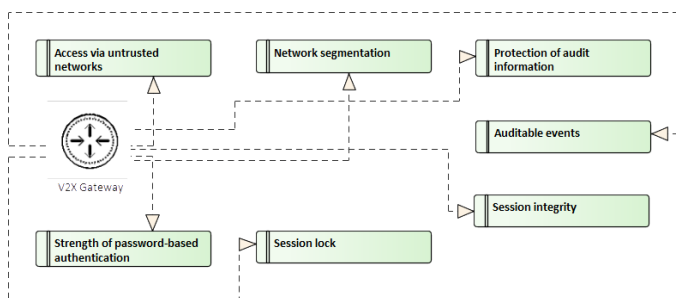 Access via untrusted
networks
Network segmentation
Protection of audit
information
Auditable events
V2X Gateway
Session integrity
Strength of password-based
authentication
Session lock